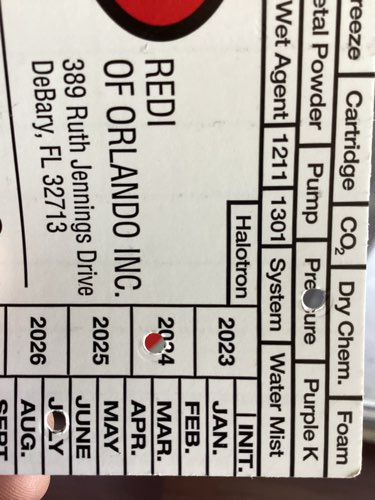 reeze Cartridge CO₂ Dry Chem. Foam
etal Powder Pump Pressure Purple K
Wet Agent 1211 1301 System Water Mist
Halotron
REDI
OF ORLANDO INC.
389 Ruth Jennings Drive
DeBary, FL 32713
2023
2024
2025
2026
INIT.
JAN.
FEB.
MAR.
APR.
MAY
JUNE
JULY
AUG.
SEPT